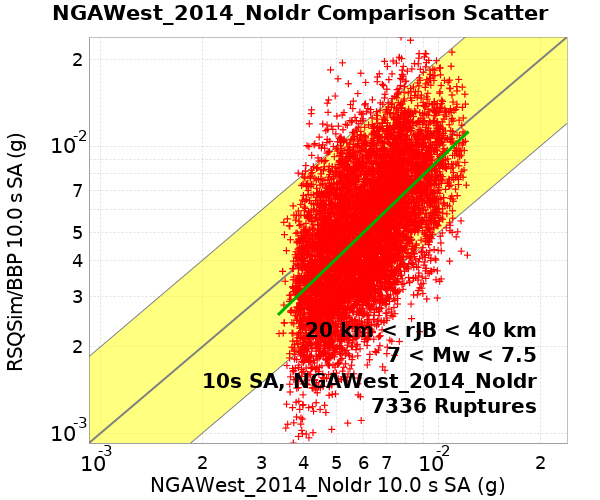 NGAWest_2014_NoIdr Comparison Scatter
RSQSim/BBP 10.0 s SA (g)
2
10-2
7
5
4
3
2
10-3
20 km < rJB < 40 km
7 < Mw < 7.5
10s SA, NGAWest_2014_NoIdr
7336 Ruptures
10-3 2 3 4 5 6 7 10-2 2
NGAWest_2014_NoIdr 10.0 s SA (g)